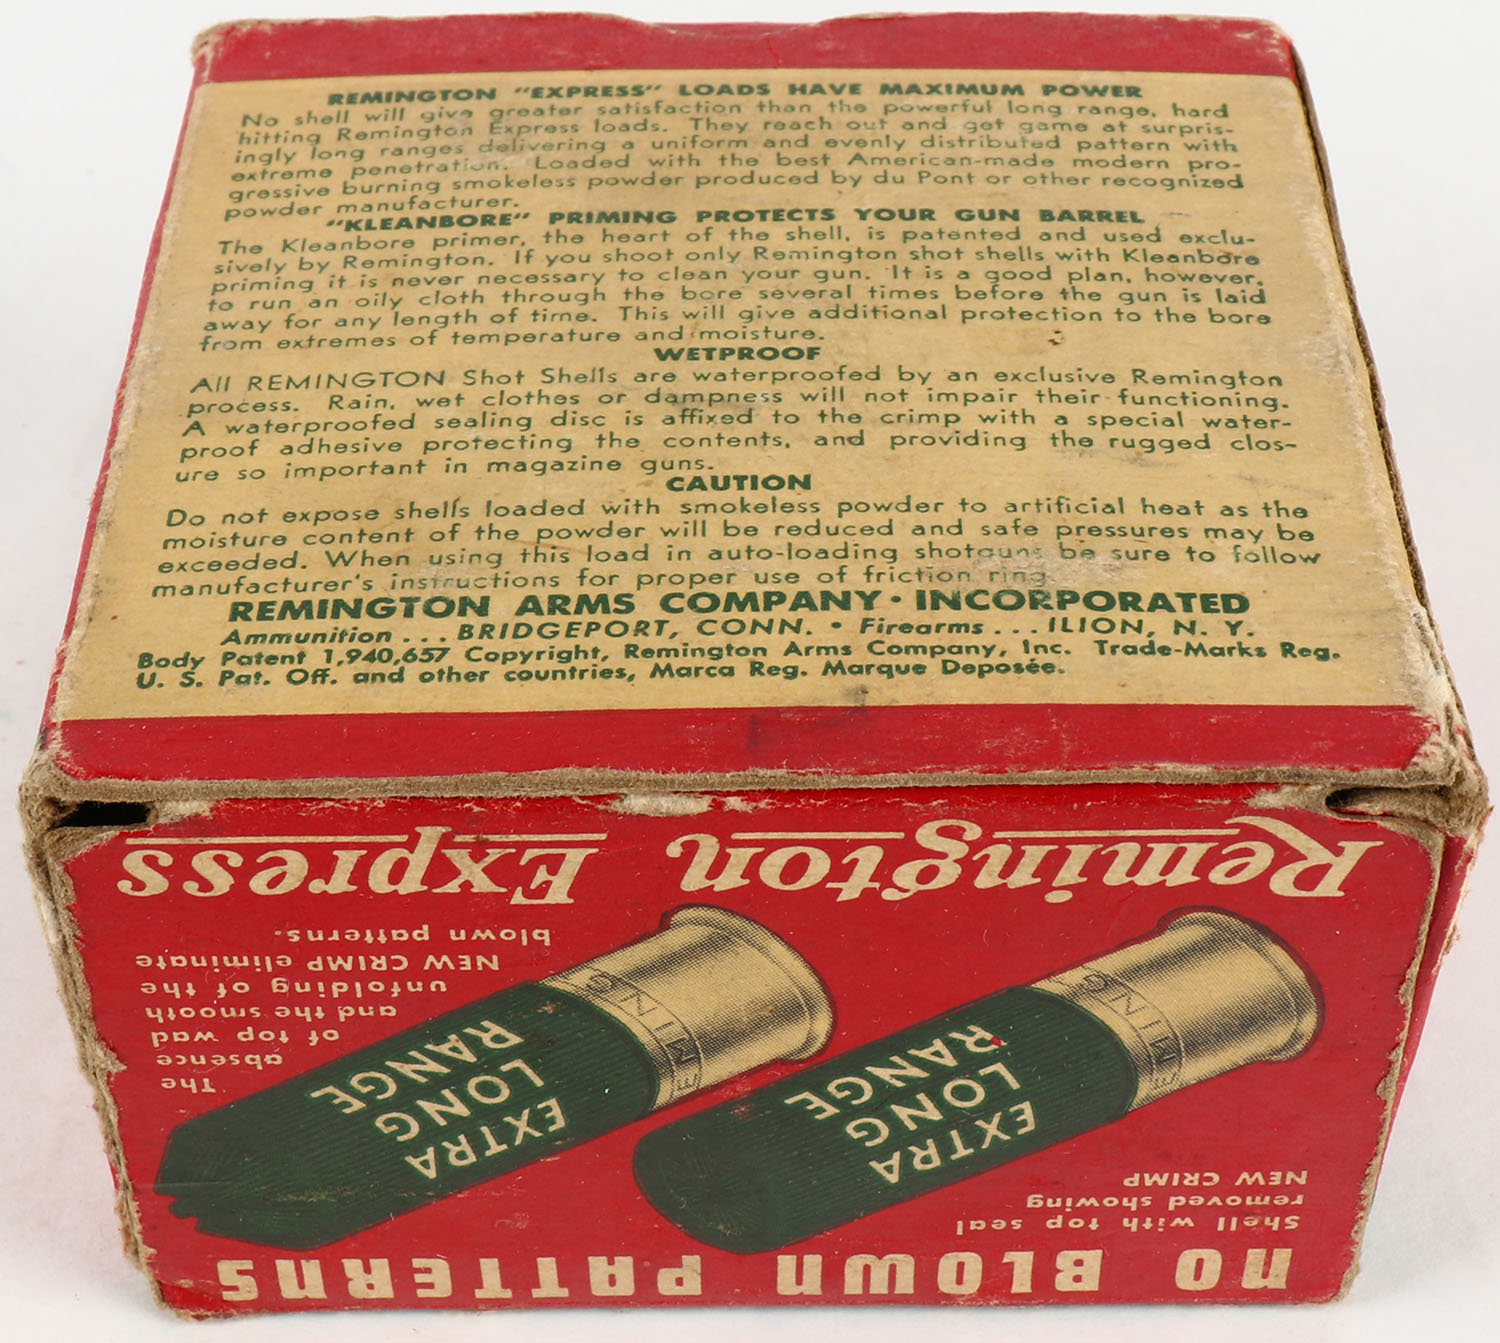 REMINGTON "EXPRESS" LOADS HAVE MAXIMUM POWER
No shell will give greater satisfaction than the powerful long range, hard
hitting Remington Express loads. They reach out and get game at surpris-
ingly long ranges delivering a uniform and evenly distributed pattern with
extreme penetration. Loaded with the best American-made modern pro-
gressive burning smokeless powder produced by du Pont or other recognized
powder manufacturer.
"KLEANBORE" PRIMING PROTECTS YOUR GUN BARREL
The Kleanbore primer, the heart of the shell, is patented and used exclu-
sively by Remington. If you shoot only Remington shot shells with Kleanbore
priming it is never necessary to clean your gun. It is a good plan, however,
to run an oily cloth through the bore several times before the gun is laid
away for any length of time. This will give additional protection to the bore
from extremes of temperature and moisture.
WETPROOF
All REMINGTON Shot Shells are waterproofed by an exclusive Remington
process. Rain, wet clothes or dampness will not impair their functioning.
A waterproofed sealing disc is affixed to the crimp with a special water-
proof adhesive protecting the contents, and providing the rugged clos-
ure so important in magazine guns.
CAUTION
Do not expose shells loaded with smokeless powder to artificial heat as the
moisture content of the powder will be reduced and safe pressures may be
exceeded. When using this load in auto-loading shotguns be sure to follow
manufacturer's instructions for proper use of friction ring.
REMINGTON ARMS COMPANY • INCORPORATED
Ammunition ... BRIDGEPORT, CONN. • Firearms ... ILION, N. Y.
Body Patent 1,940,657 Copyright, Remington Arms Company, Inc. Trade-Marks Reg.
U. S. Pat. Off. and other countries, Marca Reg. Marque Deposée.
NO BLOWN PATTERNS
Shell with top seal
removed showing
NEW CRIMP
EXTRA
LONG
RANGE
EMING
EXTRA
LONG
RANGE
EMING
The
absence
of top wad
and the smooth
unfolding of the
NEW CRIMP eliminate
blown patterns.
Remington Express